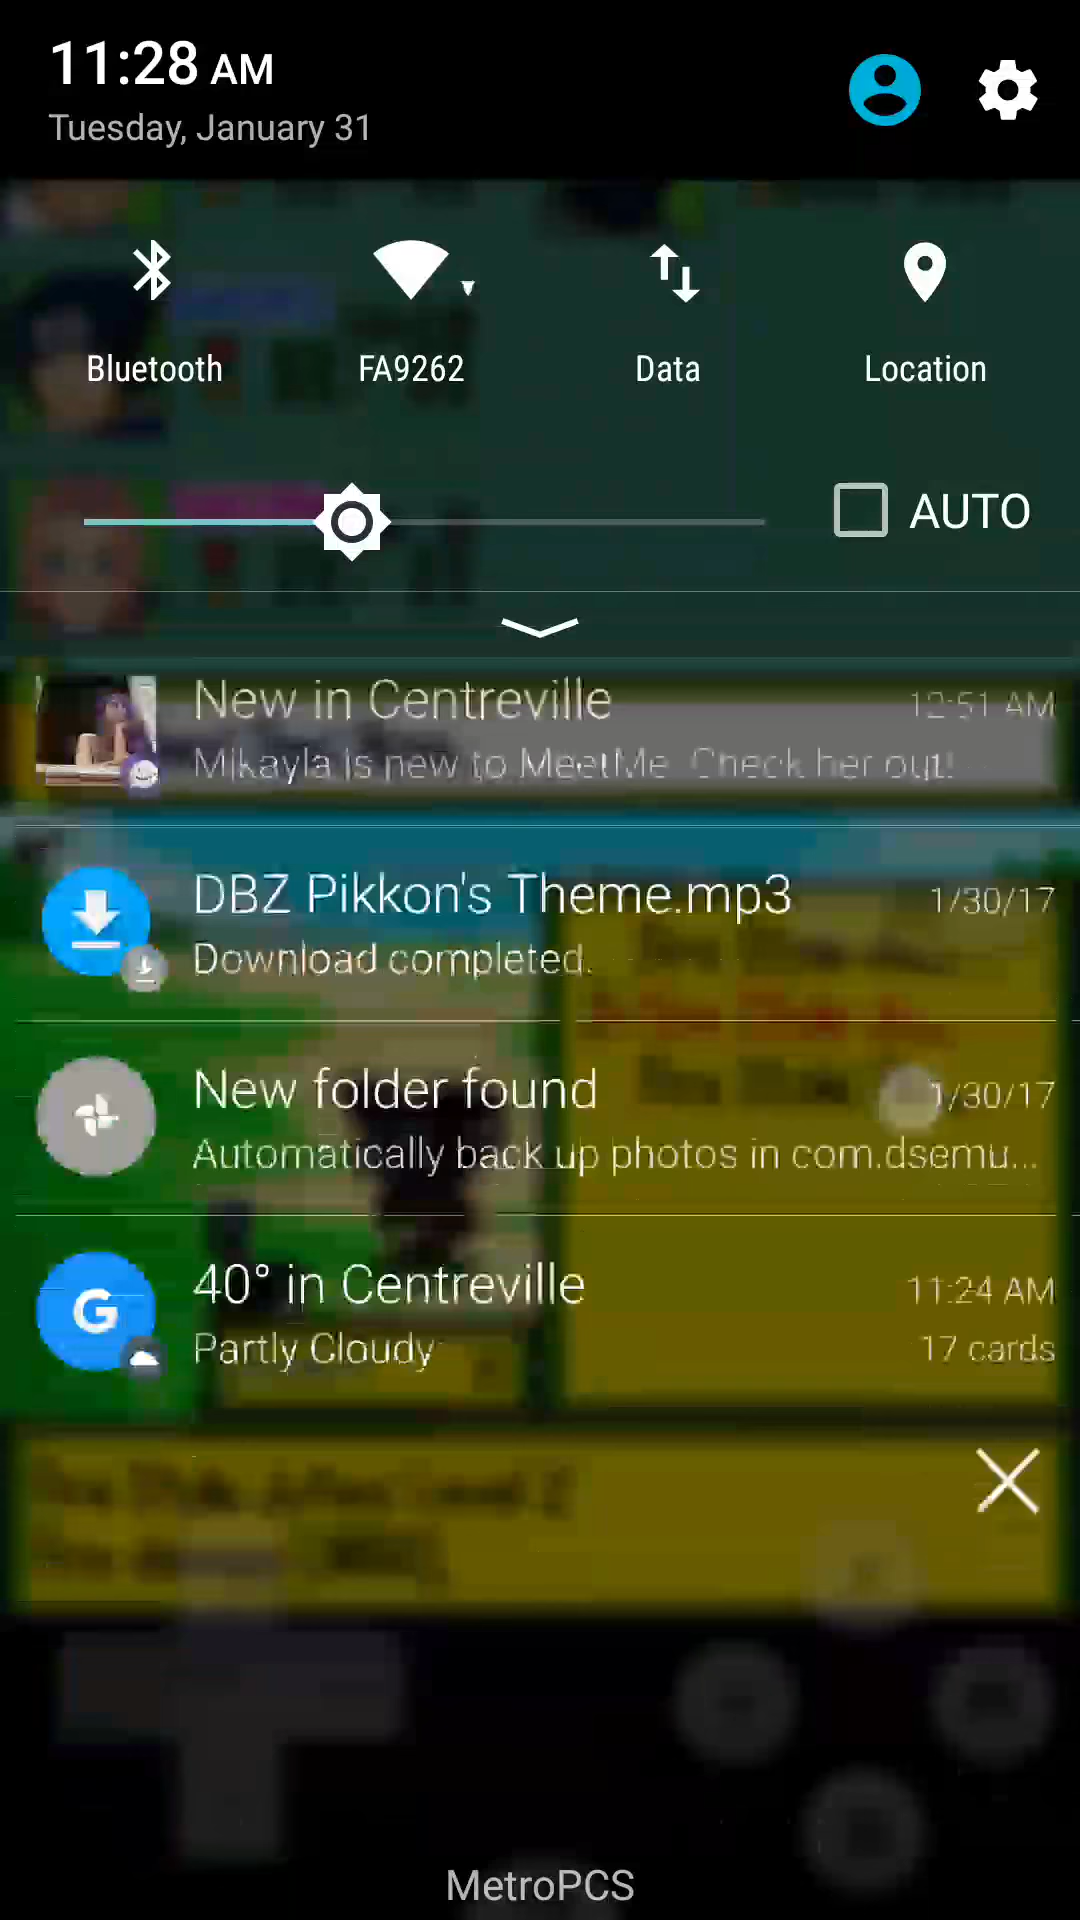 11:28 AM
Tuesday, January 31
Bluetooth
FA9262
Data
Location
AUTO
New in Centreville
12:51 AM
Mikayla is new to MeetMe. Check her out!
DBZ Pikkon's Theme.mp3
1/30/17
Download completed.
New folder found
1/30/17
Automatically back up photos in com.dsemu...
40° in Centreville
11:24 AM
Partly Cloudy
17 cards
MetroPCS